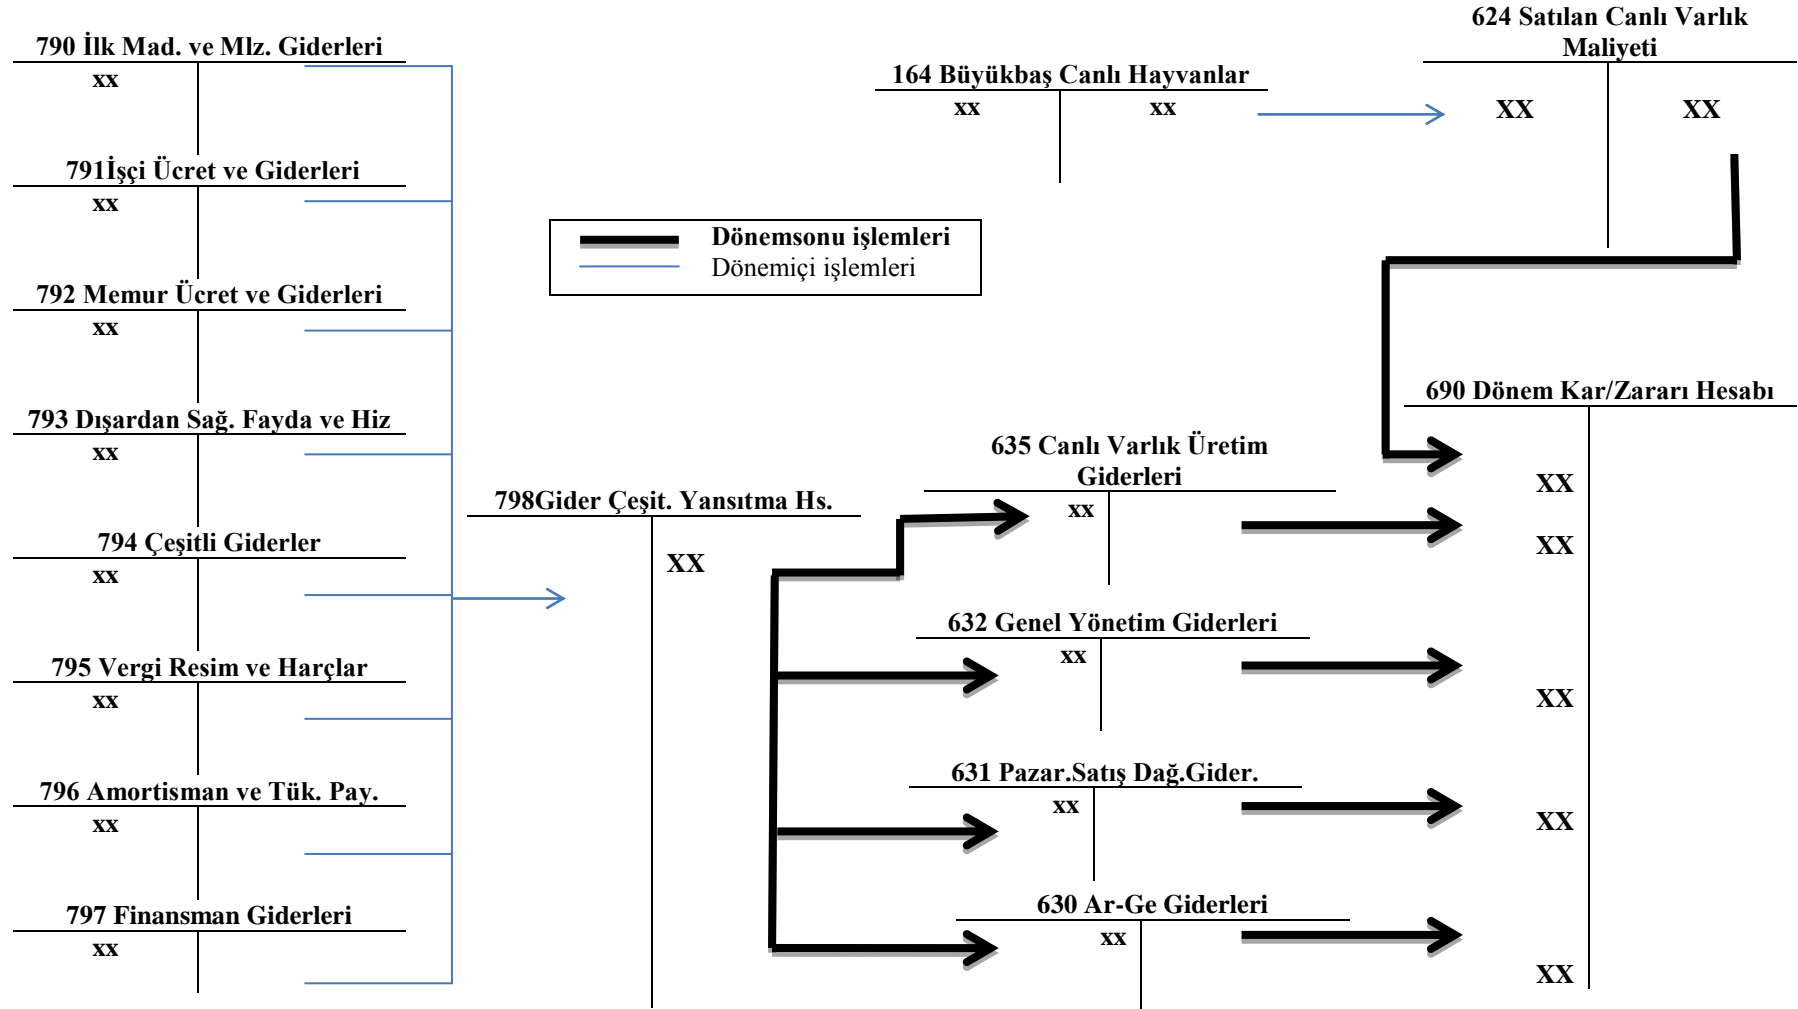 790 İlk Mad. ve Mlz. Giderleri
xx
791İşçi Ücret ve Giderleri
xx
792 Memur Ücret ve Giderleri
xx
793 Dışardan Sağ. Fayda ve Hiz
xx
794 Çeşitli Giderler
xx
795 Vergi Resim ve Harçlar
xx
796 Amortisman ve Tük. Pay.
xx
797 Finansman Giderleri
xx
164 Büyükbaş Canlı Hayvanlar
xx xx
624 Satılan Canlı Varlık
Maliyeti
XX XX
Dönemsonu işlemleri
Dönemiçi işlemleri
798Gider Çeşit. Yansıtma Hs.
XX
635 Canlı Varlık Üretim
Giderleri
xx
632 Genel Yönetim Giderleri
xx
631 Pazar.Satış Dağ.Gider.
xx
630 Ar-Ge Giderleri
xx
690 Dönem Kar/Zararı Hesabı
XX
XX
XX
XX
XX